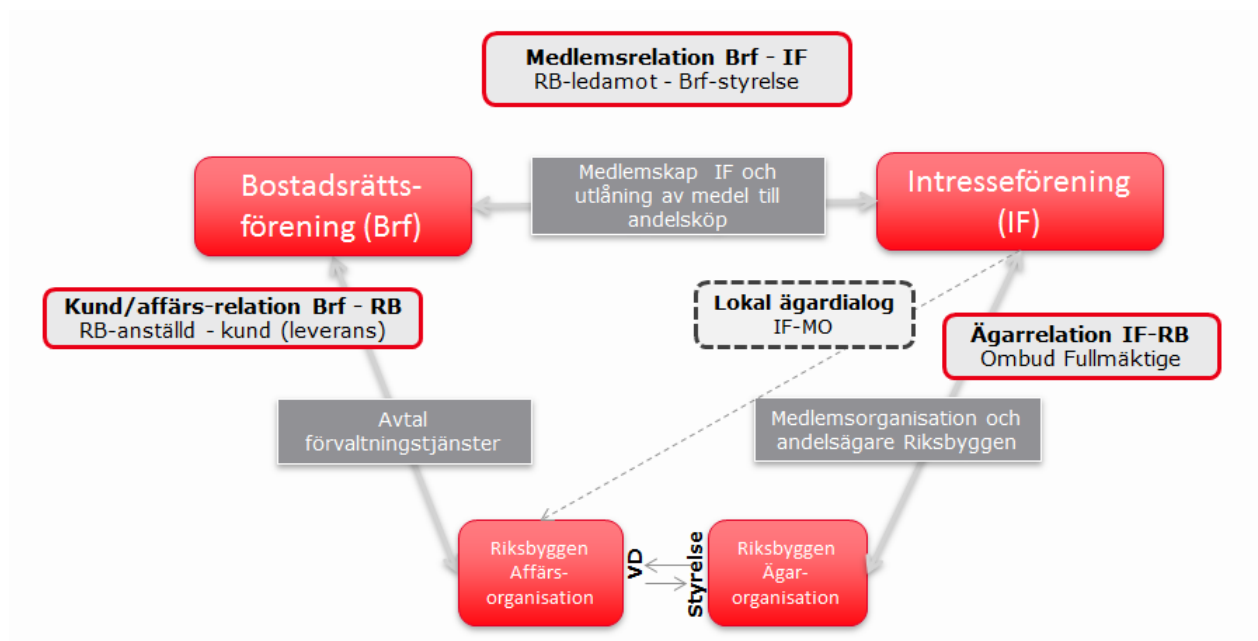 Medlemsrelation Brf - IF
RB-ledamot - Brf-styrelse
Bostadsrätts-
förening (Brf)
Medlemskap IF och
utlåning av medel till
andelsköp
Intresseförening
(IF)
Kund/affärs-relation Brf - RB
RB-anställd - kund (leverans)
Lokal ägardialog
IF-MO
Ägarrelation IF-RB
Ombud Fullmäktige
Avtal
förvaltningstjänster
Medlemsorganisation och
andelsägare Riksbyggen
Riksbyggen
Affärs-
organisation
VD
Styrelse
Riksbyggen
Ägar-
organisation